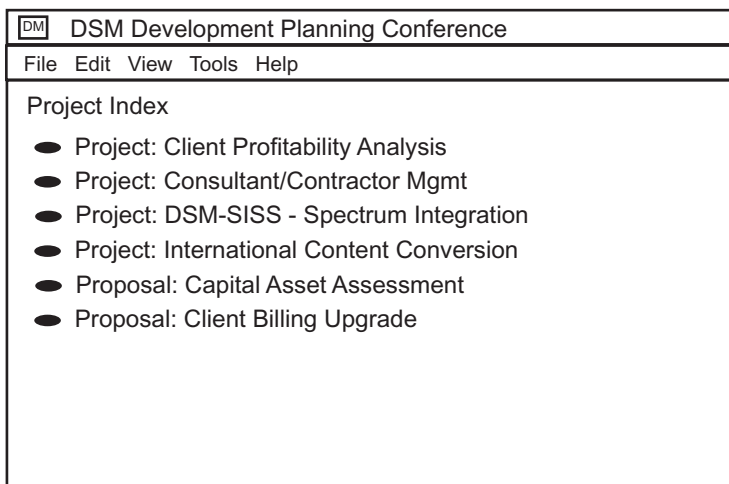 DM DSM Development Planning Conference
File Edit View Tools Help
Project Index
Project: Client Profitability Analysis
Project: Consultant/Contractor Mgmt
Project: DSM-SISS - Spectrum Integration
Project: International Content Conversion
Proposal: Capital Asset Assessment
Proposal: Client Billing Upgrade